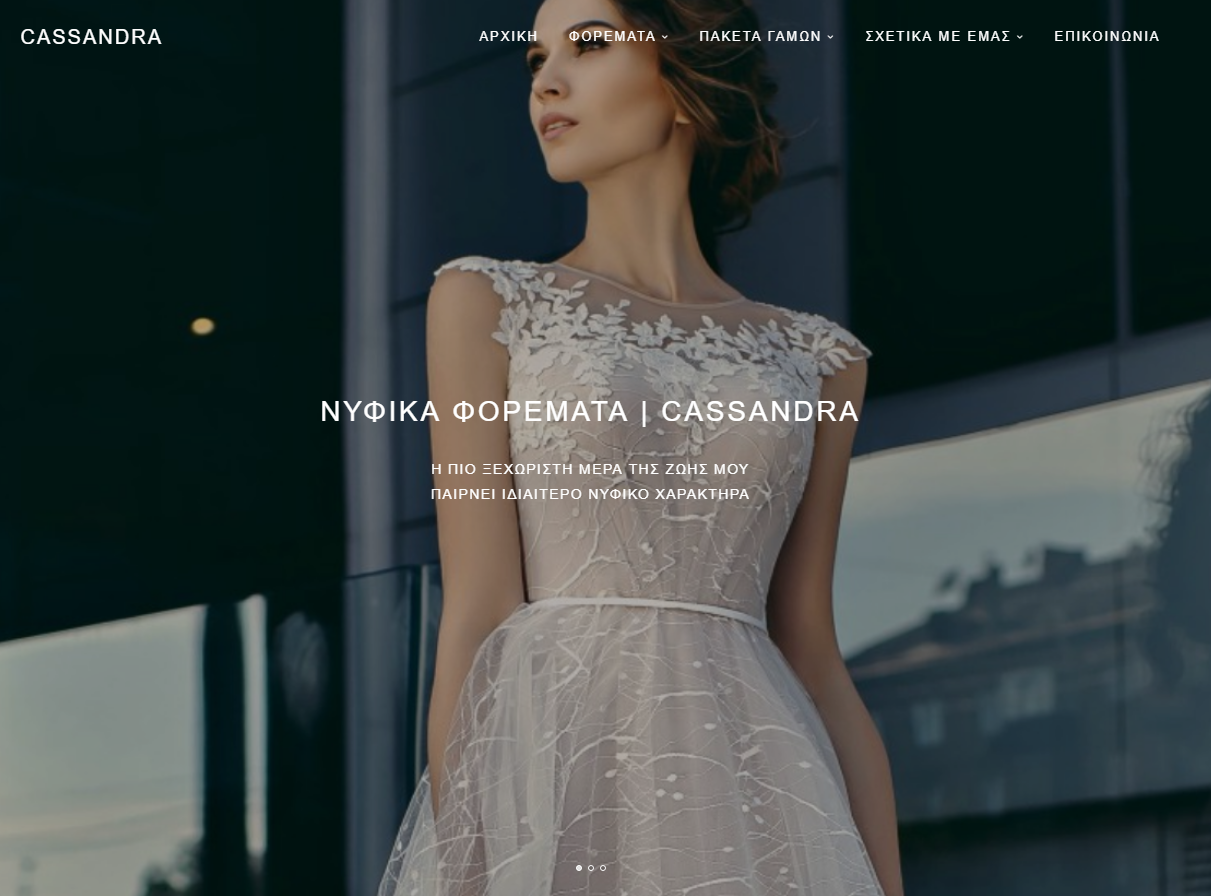 CASSANDRA
ΑΡΧΙΚΗ ΦΟΡΕΜΑΤΑ ΠΑΚΕΤΑ ΓΑΜΩΝ ΣΧΕΤΙΚΑ ΜΕ ΕΜΑΣ ΕΠΙΚΟΙΝΩΝΙΑ
ΝΥΦΙΚΑ ΦΟΡΕΜΑΤΑ | CASSANDRA
Η ΠΙΟ ΞΕΧΩΡΙΣΤΗ ΜΕΡΑ ΤΗΣ ΖΩΗΣ ΜΟΥ
ΠΑΙΡΝΕΙ ΙΔΙΑΙΤΕΡΟ ΝΥΦΙΚΟ ΧΑΡΑΚΤΗΡΑ